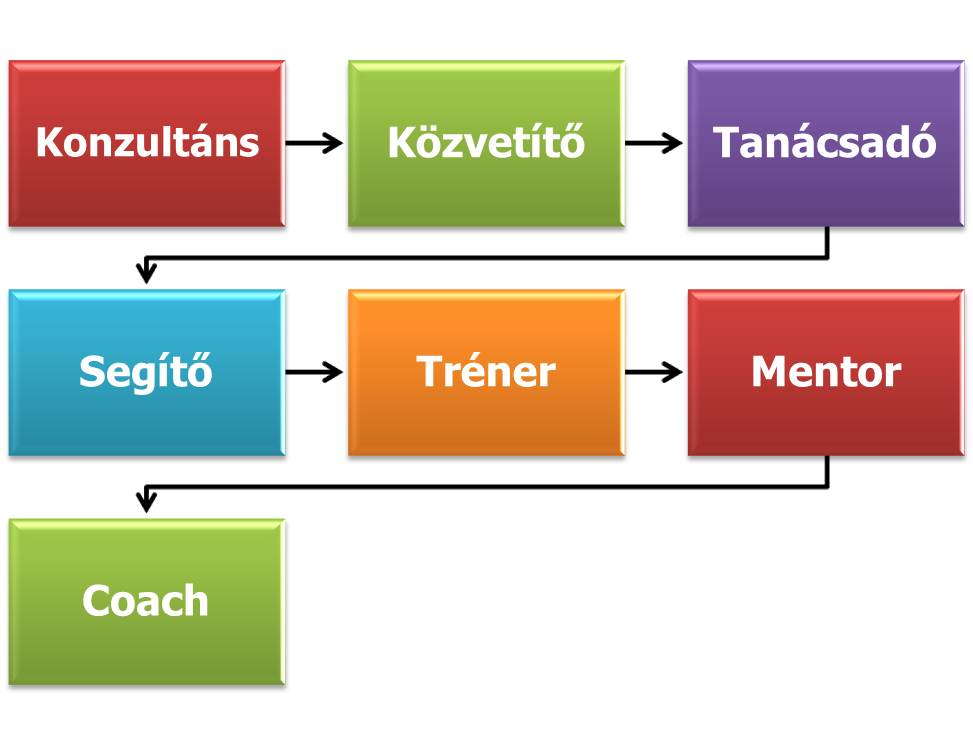 Konzultáns
Közvetítő
Tanácsadó
Segítő
Tréner
Mentor
Coach